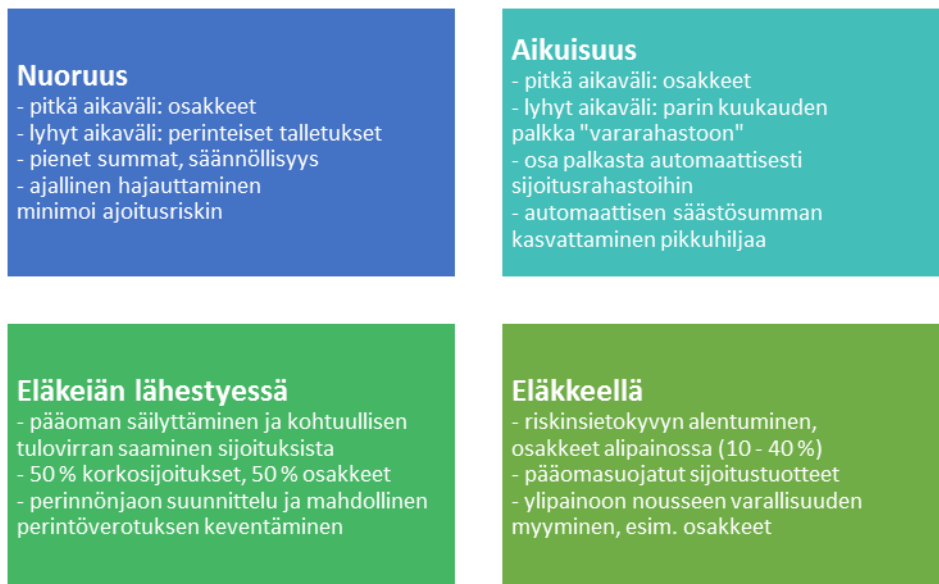 Nuoruus
- pitkä aikaväli: osakkeet
- lyhyt aikaväli: perinteiset talletukset
- pienet summat, säännöllisyys
- ajallinen hajauttaminen
minimoi ajoitusriskin
Aikuisuus
- pitkä aikaväli: osakkeet
- lyhyt aikaväli: parin kuukauden
palkka "vararahastoon"
- osa palkasta automaattisesti
sijoitusrahastoihin
- automaattisen säästösumman
kasvattaminen pikkuhiljaa
Eläkeiän lähestyessä
- pääoman säilyttäminen ja kohtuullisen
tulovirran saaminen sijoituksista
- 50 % korkosijoitukset, 50 % osakkeet
- perinnönjaon suunnittelu ja mahdollinen
perintöverotuksen keventäminen
Eläkkeellä
- riskinsietokyvyn alentuminen,
osakkeet alipainossa (10 - 40 %)
- pääomasuojatut sijoitustuotteet
- ylipainoon nousseen varallisuuden
myyminen, esim. osakkeet